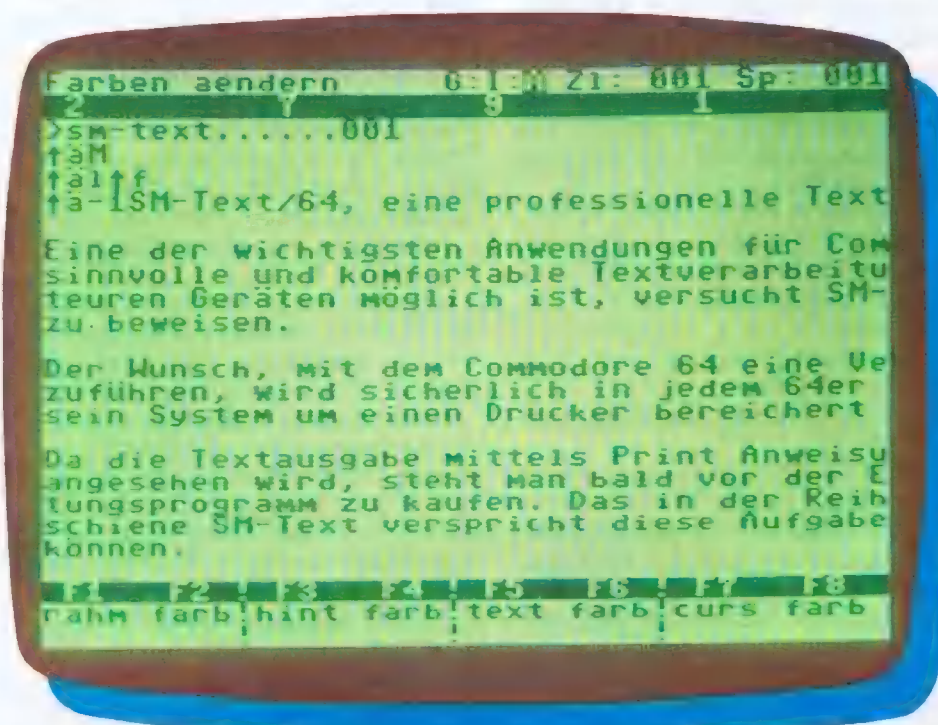 Farben aendern G:I:M Zl: 001 Sp: 001
2 Y 9 1
>sm-text......001
↑äM
↑äl↑f
↑ä-1SM-Text/64, eine professionelle Text
Eine der wichtigsten Anwendungen für Com
sinnvolle und komfortable Textverarbeitu
teuren Geräten möglich ist, versucht SM-
zu beweisen.
Der Wunsch, mit dem Commodore 64 eine Ve
zuführen, wird sicherlich in jedem 64er
sein System um einen Drucker bereichert
Da die Textausgabe mittels Print Anweisu
angesehen wird, steht man bald vor der E
tungsprogramm zu kaufen. Das in der Reih
schiene SM-Text verspricht diese Aufgabe
können.
F1 F2 ! F3 F4 ! F5 F6 ! F7 F8
rahm farb!hint farb!text farb!curs farb